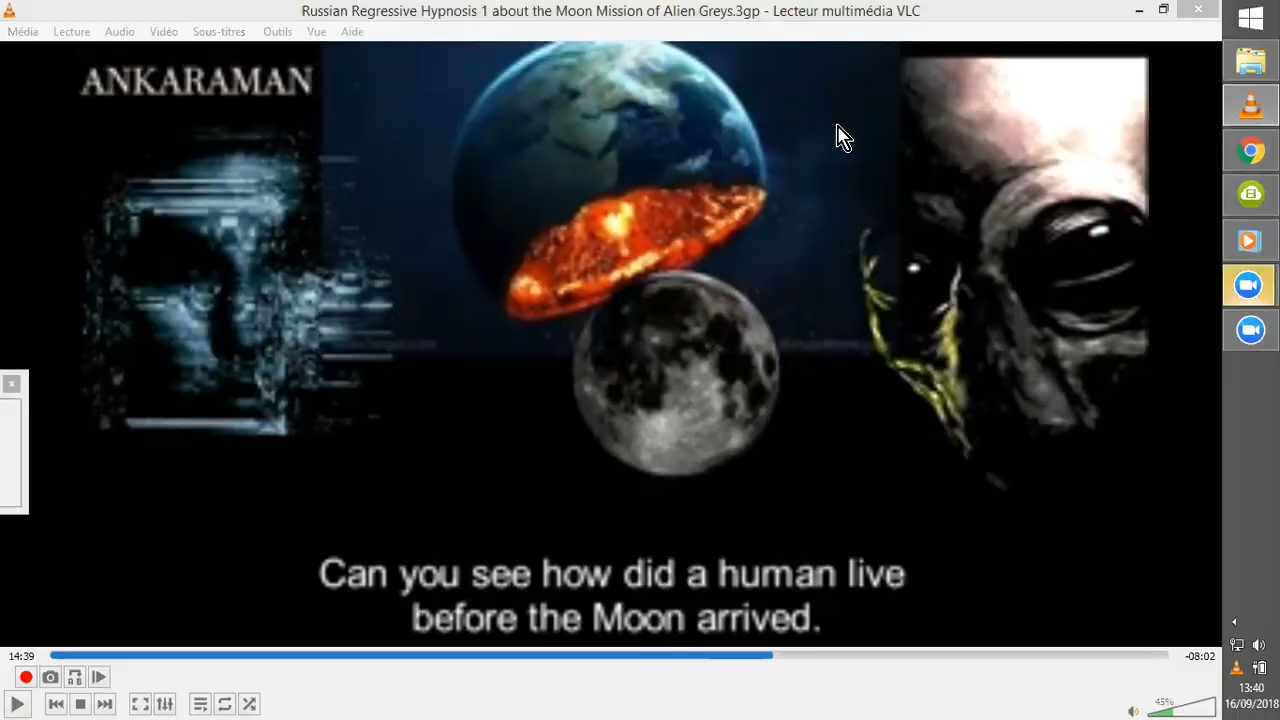 Russian Regressive Hypnosis 1 about the Moon Mission of Alien Greys.3gp - Lecteur multimédia VLC
Média Lecture Audio Vidéo Sous-titres Outils Vue Aide
ANKARAMAN
Can you see how did a human live
before the Moon arrived.
14:39 -08:02
45%
13:40
16/09/2018